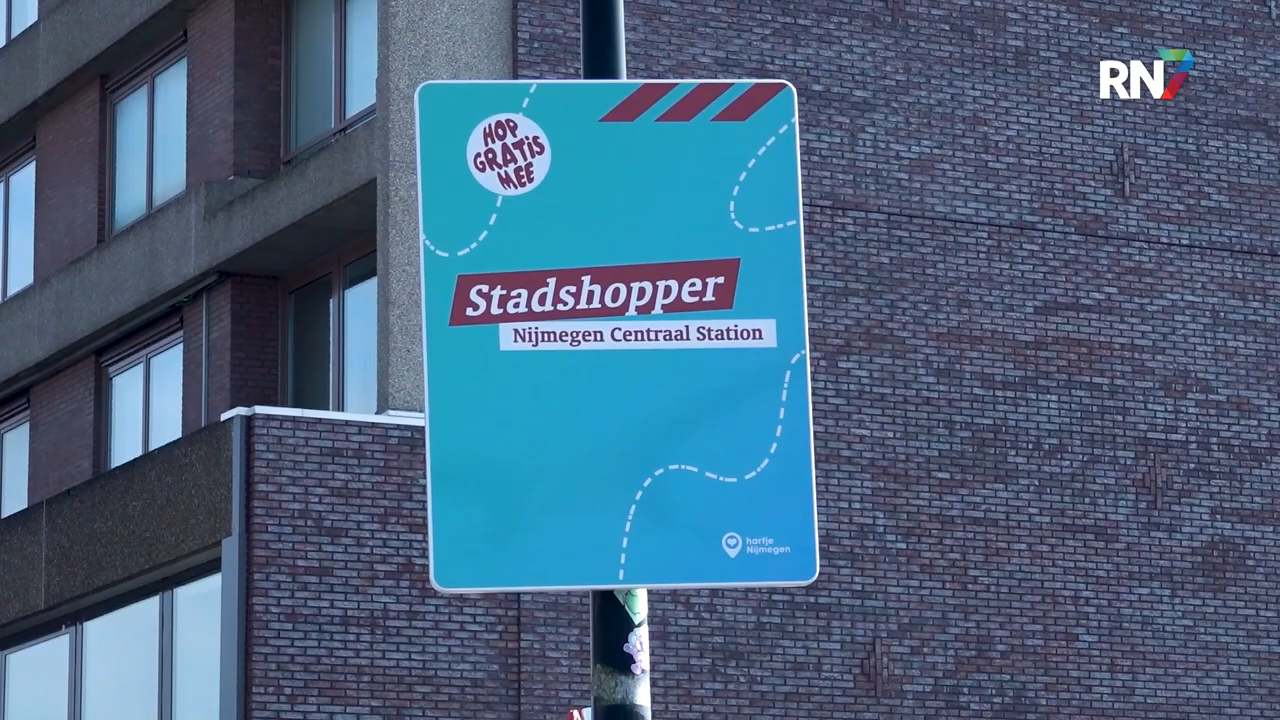 RN7
HOP
GRATIS
MEE
Stadshopper
Nijmegen Centraal Station
hartje
Nijmegen